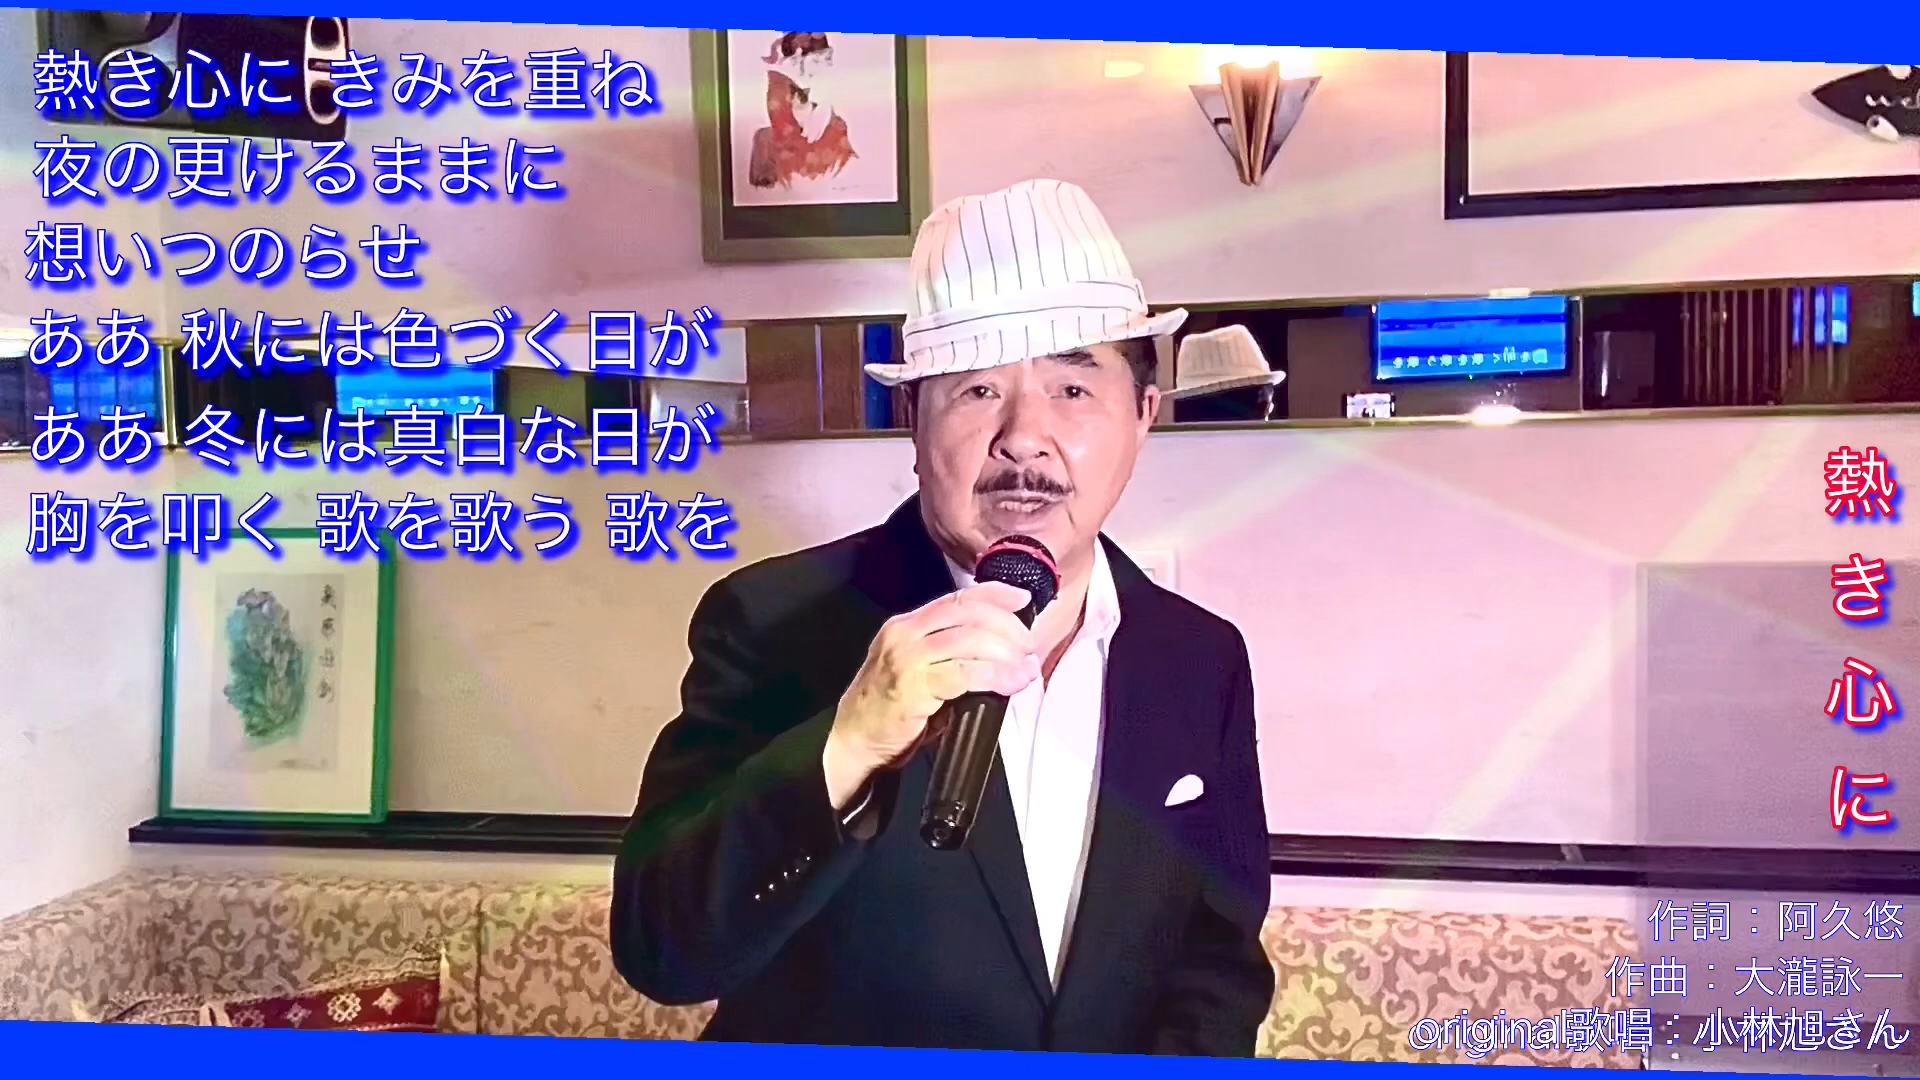 熱き心に きみを重ね
夜の更けるままに
想いつのらせ
ああ 秋には色づく日が
ああ 冬には真白な日が
胸を叩く 歌を歌う 歌を
熱き心に
作詞：阿久悠
作曲：大瀧詠一
original歌唱：小林旭さん